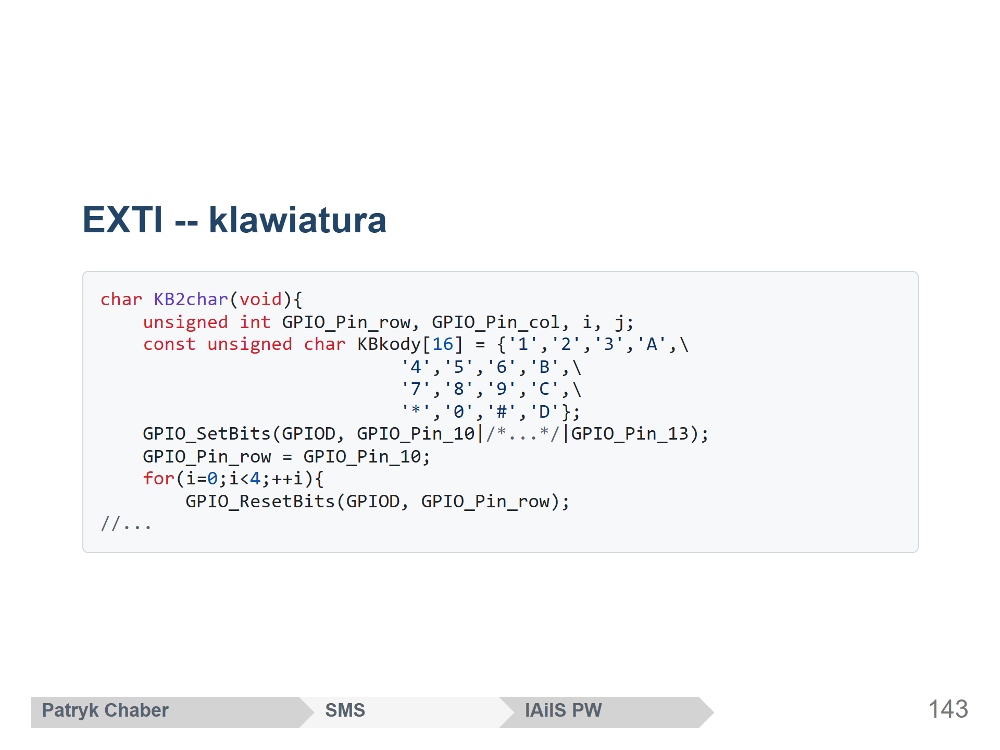 EXTI -- klawiatura
char KB2char(void){
    unsigned int GPIO_Pin_row, GPIO_Pin_col, i, j;
    const unsigned char KBkody[16] = {'1','2','3','A',\
                            '4','5','6','B',\
                            '7','8','9','C',\
                            '*','0','#','D'};
    GPIO_SetBits(GPIOD, GPIO_Pin_10|/*...*/|GPIO_Pin_13);
    GPIO_Pin_row = GPIO_Pin_10;
    for(i=0;i<4;++i){
        GPIO_ResetBits(GPIOD, GPIO_Pin_row);
//...
Patryk Chaber
SMS
IAiIS PW
143